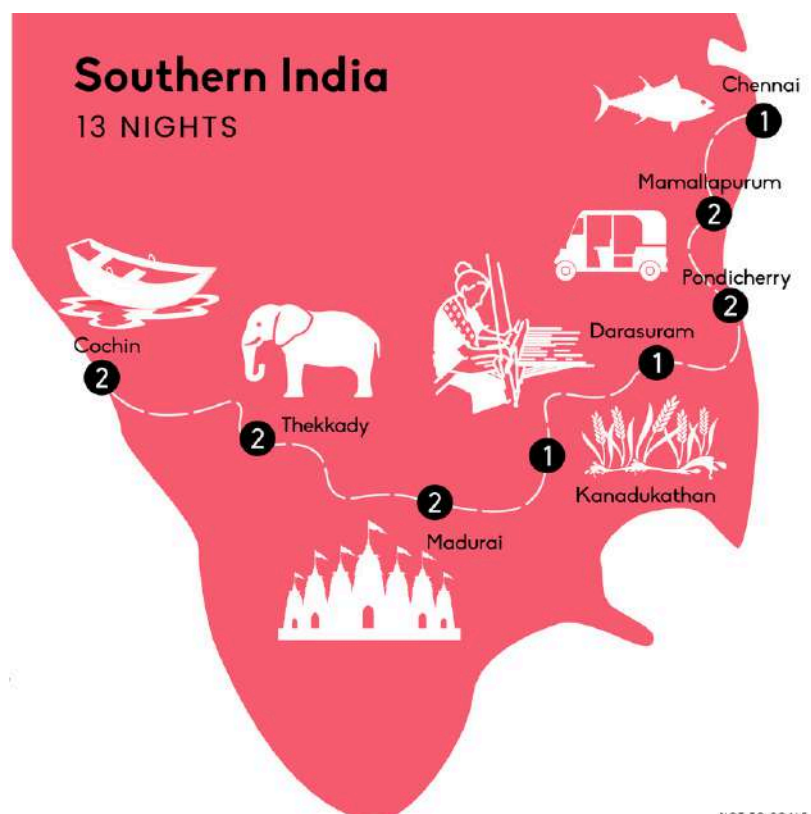 Southern India
13 NIGHTS
Chennai
1
Mamallapurum
2
Pondicherry
2
Darasuram
1
Kanadukathan
1
Madurai
2
Thekkady
2
Cochin
2